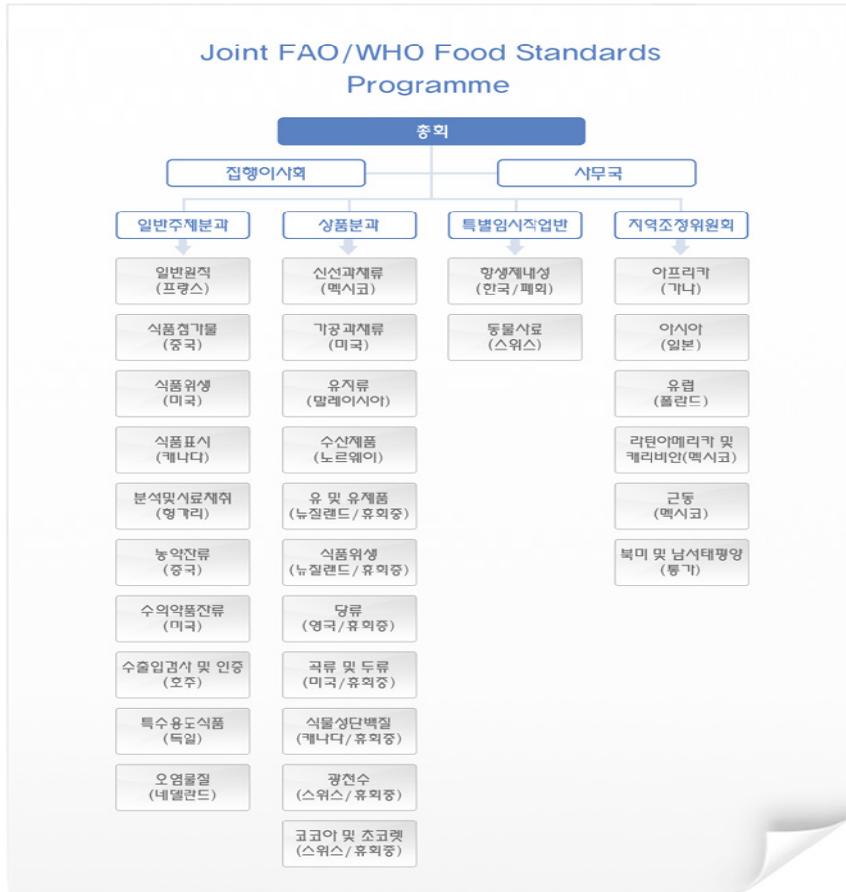 Joint FAO/WHO Food Standards
Programme
총회
집행이사회
사무국
일반주제분과
일반원칙
(프랑스)
식품첨가물
(중국)
식품위생
(미국)
식품표시
(캐나다)
분석및시료채취
(헝가리)
농약잔류
(중국)
수의약품잔류
(미국)
수출입검사 및 인증
(호주)
특수용도식품
(독일)
오염물질
(네델란드)
상품분과
신선과채류
(멕시코)
가공과채류
(미국)
유지류
(말레이시아)
수산제품
(노르웨이)
유 및 유제품
(뉴질랜드/휴회중)
식품위생
(뉴질랜드/휴회중)
당류
(영국/휴회중)
곡류 및 두류
(미국/휴회중)
식물성단백질
(캐나다/휴회중)
광천수
(스위스/휴회중)
코코아 및 초코렛
(스위스/휴회중)
특별임시작업반
항생제내성
(한국/폐회)
동물사료
(스위스)
지역조정위원회
아프리카
(가나)
아시아
(일본)
유럽
(폴란드)
라틴아메리카 및
캐리비안(멕시코)
근동
(멕시코)
북미 및 남서태평양
(통가)